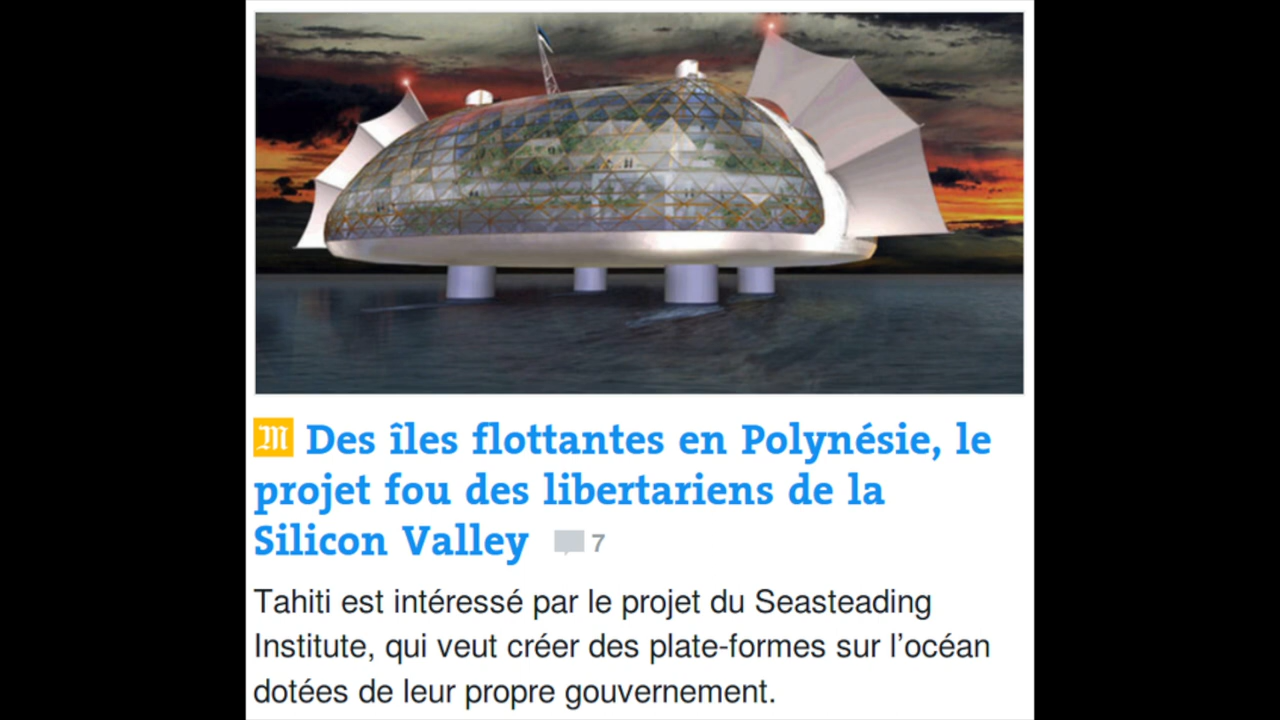 M Des îles flottantes en Polynésie, le
projet fou des libertariens de la
Silicon Valley 7
Tahiti est intéressé par le projet du Seasteading
Institute, qui veut créer des plate-formes sur l’océan
dotées de leur propre gouvernement.